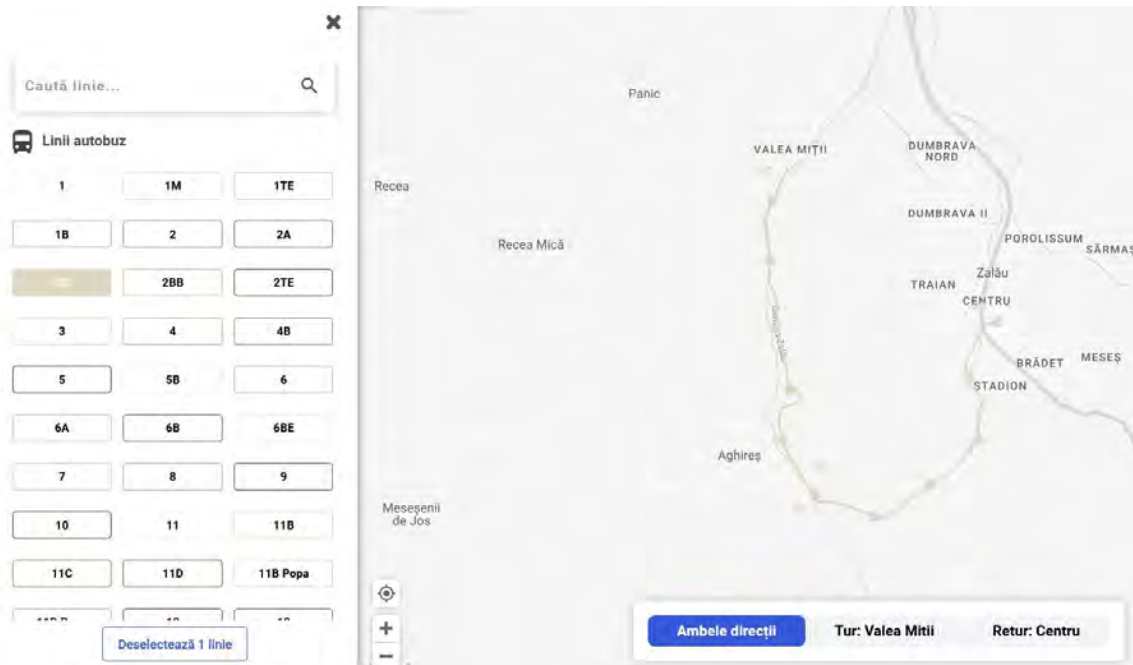 Caută linie...
Linii autobuz
1 1M 1TE
1B 2 2A
2BB 2TE
3 4 4B
5 5B 6
6A 6B 6BE
7 8 9
10 11 11B
11C 11D 11B Popa
Deselectează 1 linie
Panic
VALEA MIȚII
DUMBRAVA
NORD
Recea
DUMBRAVA II
Recea Mică
POROLISSUM
Zalău
TRAIAN
CENTRU
BRĂDET
MESEȘ
STADION
Aghireș
Meseșenii
de Jos
Ambele direcții Tur: Valea Mitii Retur: Centru